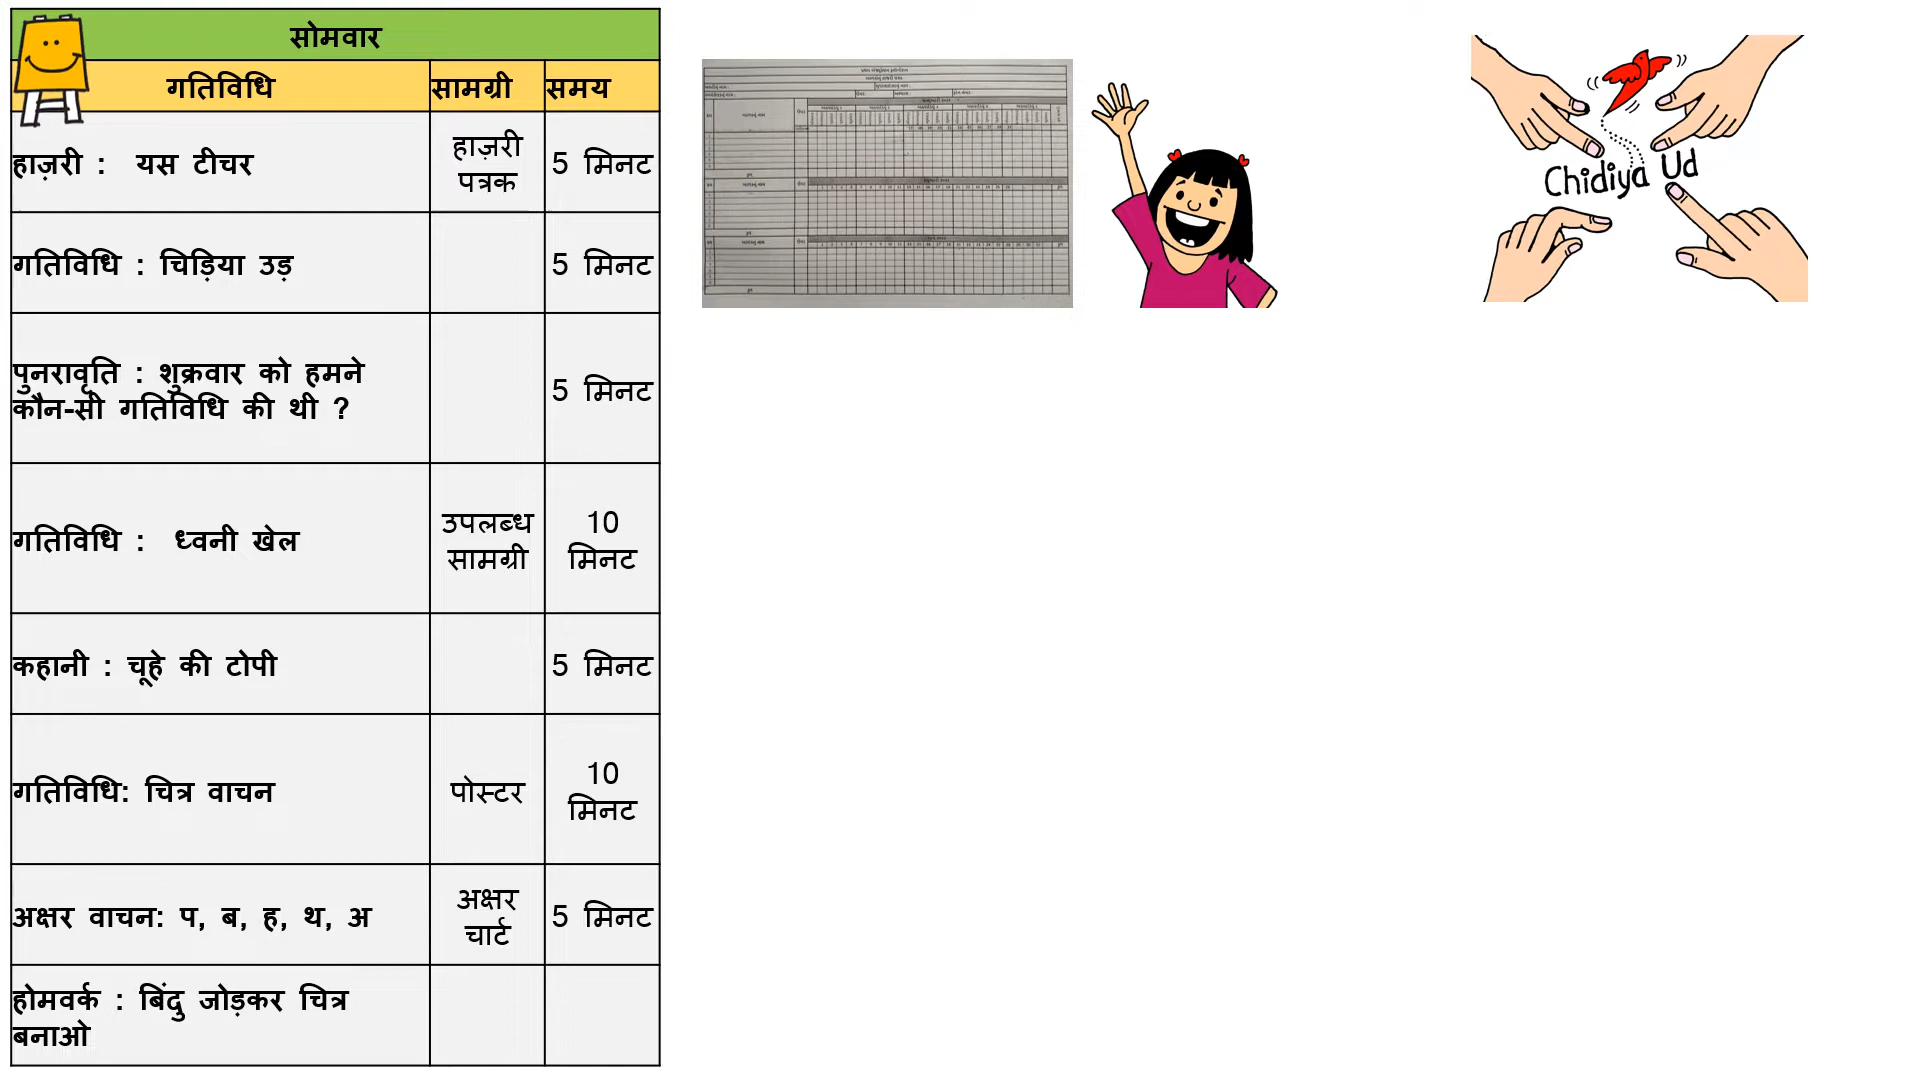 सोमवार
गतिविधि सामग्री समय
हाज़री : यस टीचर हाज़री पत्रक 5 मिनट
गतिविधि : चिड़िया उड़ 5 मिनट
पुनरावृति : शुक्रवार को हमने
कौन-सी गतिविधि की थी ? 5 मिनट
गतिविधि : ध्वनी खेल उपलब्ध सामग्री 10 मिनट
कहानी : चूहे की टोपी 5 मिनट
गतिविधि: चित्र वाचन पोस्टर 10 मिनट
अक्षर वाचन: प, ब, ह, थ, अ अक्षर चार्ट 5 मिनट
होमवर्क : बिंदु जोड़कर चित्र
बनाओ
Chidiya Ud